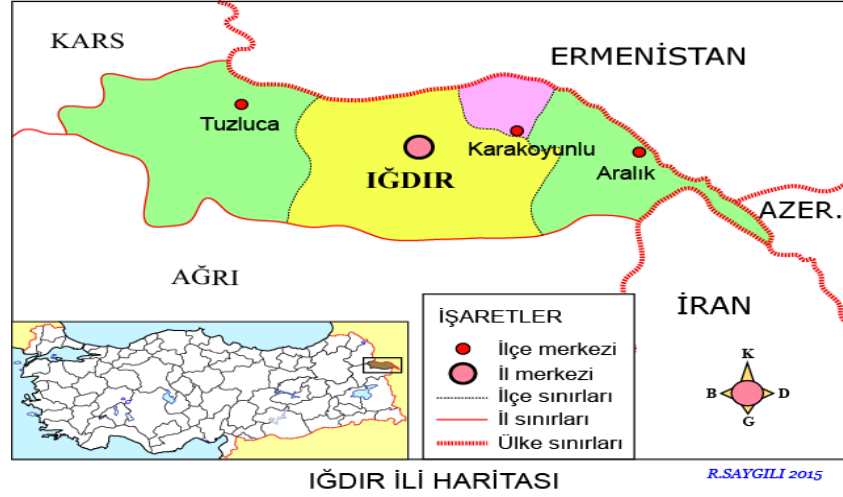 KARS
ERMENİSTAN
Tuzluca
Karakoyunlu
IĞDIR
Aralık
AZER.
AĞRI
İRAN
İŞARETLER
İlçe merkezi
İl merkezi
İlçe sınırları
İl sınırları
Ülke sınırları
K
B
D
G
IĞDIR İLİ HARİTASI
R.SAYGILI 2015